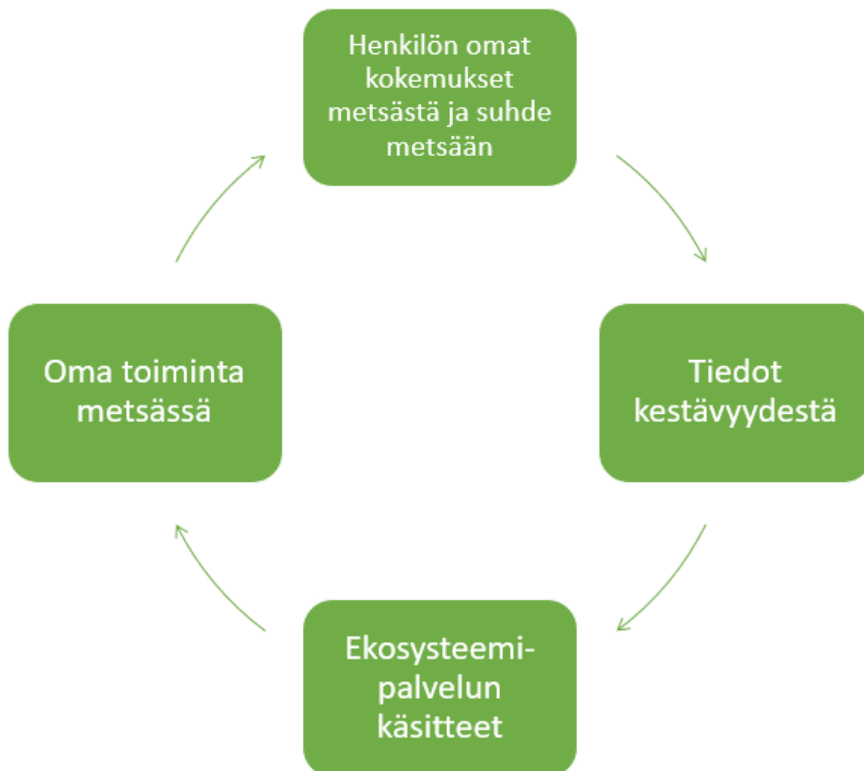 Henkilön omat
kokemukset
metsästä ja suhde
metsään
Oma toiminta
metsässä
Tiedot
kestävyydestä
Ekosysteemi-
palvelun
käsitteet